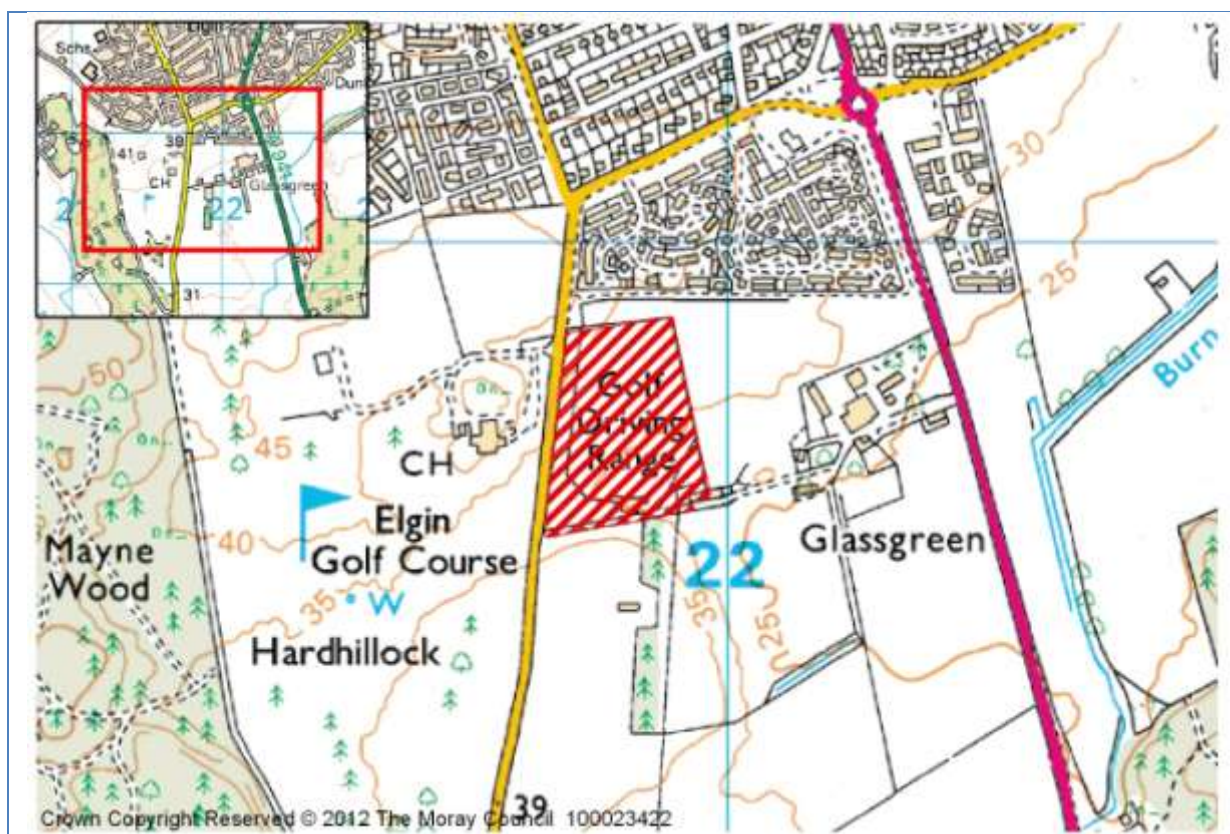 Schs
41
39
CH
Glassgreen
22
31
Dun
50
45
40
35
CH
Elgin
Golf Course
W
Hardhillock
Mayne
Wood
Golf
Driving
Range
30
25
Burn
Glassgreen
22
35
25
39
Crown Copyright Reserved © 2012 The Moray Council 100023422